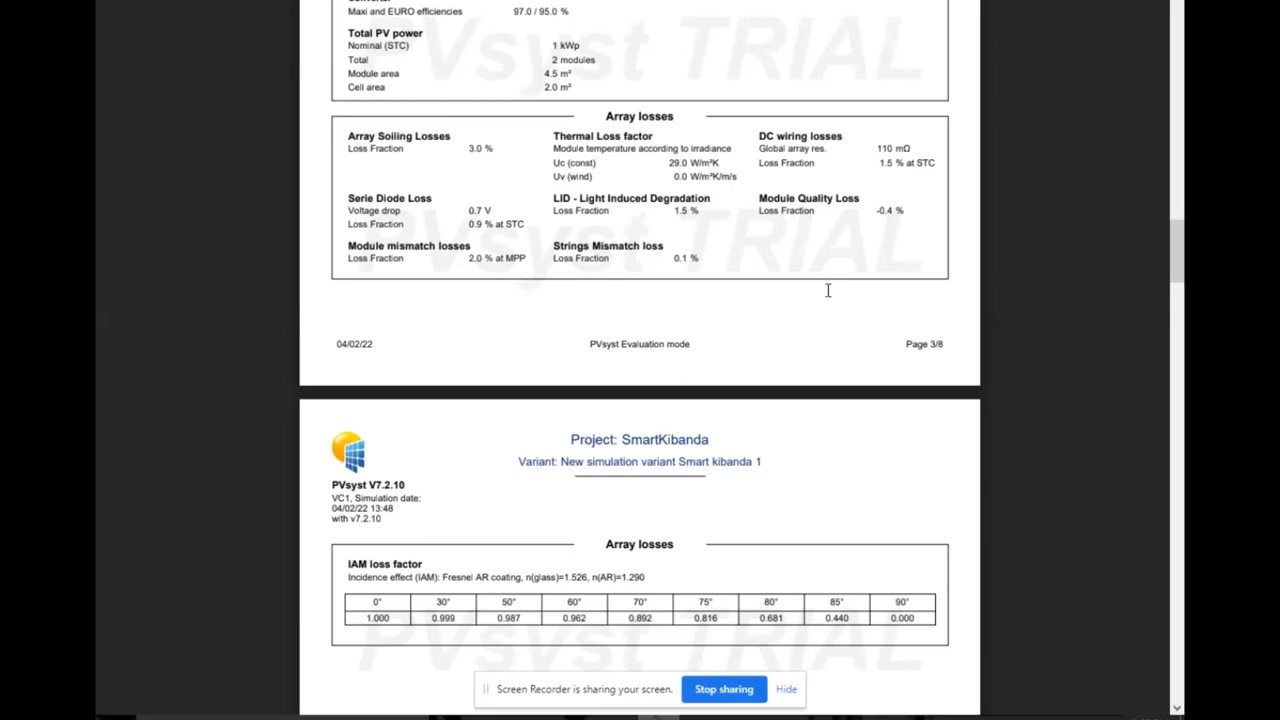 Maxi and EURO efficiencies 97.0 / 95.0 %
PVsyst TRIAL
Total PV power
Nominal (STC) 1 kWp
Total 2 modules
Module area 4.5 m²
Cell area 2.0 m²
Array losses
Array Soiling Losses Thermal Loss factor DC wiring losses
Loss Fraction 3.0 % Module temperature according to irradiance Global array res. 110 mΩ
Uc (const) 29.0 W/m²K Loss Fraction 1.5 % at STC
Uv (wind) 0.0 W/m²K/m/s
Serie Diode Loss LID - Light Induced Degradation Module Quality Loss
Voltage drop 0.7 V Loss Fraction 1.5 % Loss Fraction -0.4 %
Loss Fraction 0.9 % at STC
PVsyst TRIAL
Module mismatch losses Strings Mismatch loss
Loss Fraction 2.0 % at MPP Loss Fraction 0.1 %
04/02/22 PVsyst Evaluation mode Page 3/8
Project: SmartKibanda
Variant: New simulation variant Smart kibanda 1
PVsyst V7.2.10
VC1, Simulation date:
04/02/22 13:48
with v7.2.10
Array losses
IAM loss factor
Incidence effect (IAM): Fresnel AR coating, n(glass)=1.526, n(AR)=1.290
0° 30° 50° 60° 70° 75° 80° 85° 90°
1.000 0.999 0.987 0.962 0.892 0.816 0.681 0.440 0.000
PVsyst TRIAL
Screen Recorder is sharing your screen. Stop sharing Hide